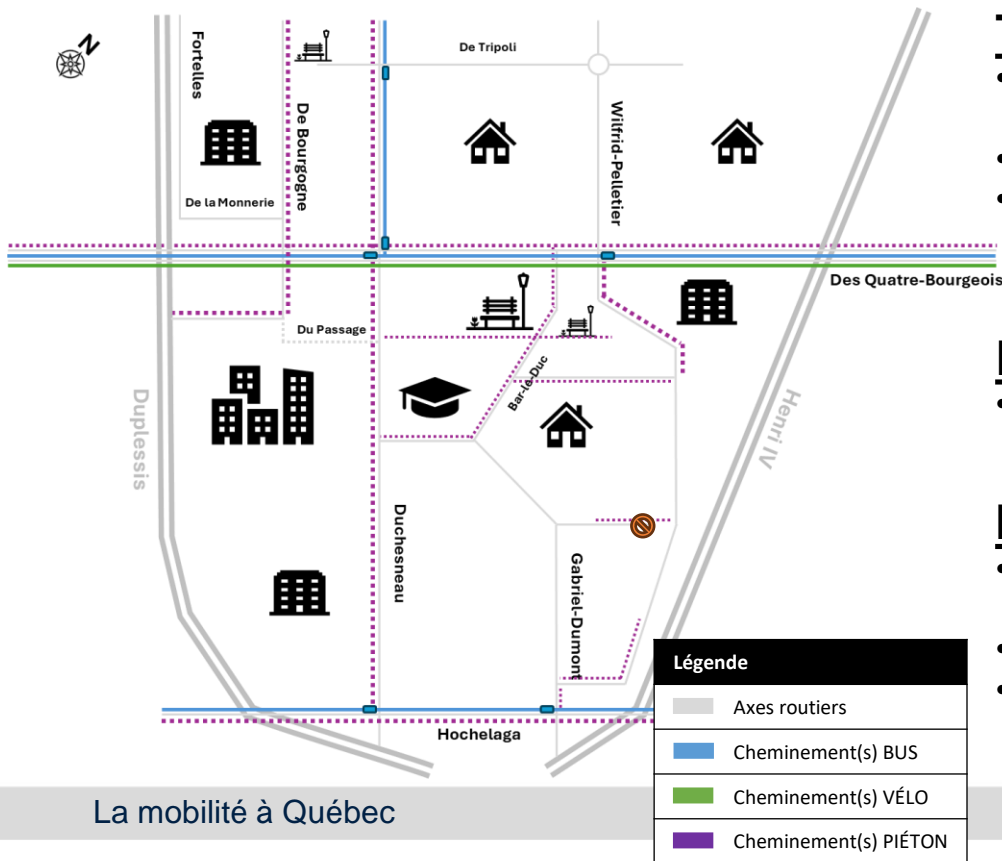 N
Fortelles
De Bourgogne
De Tripoli
Wilfrid-Pelletier
De la Monnerie
Des Quatre-Bourgeois
Du Passage
Bar-le-Duc
Duplessis
Henri IV
Duchesneau
Gabriel-Dumont
Hochelaga
Légende
Axes routiers
Cheminement(s) BUS
Cheminement(s) VÉLO
Cheminement(s) PIÉTON
La mobilité à Québec